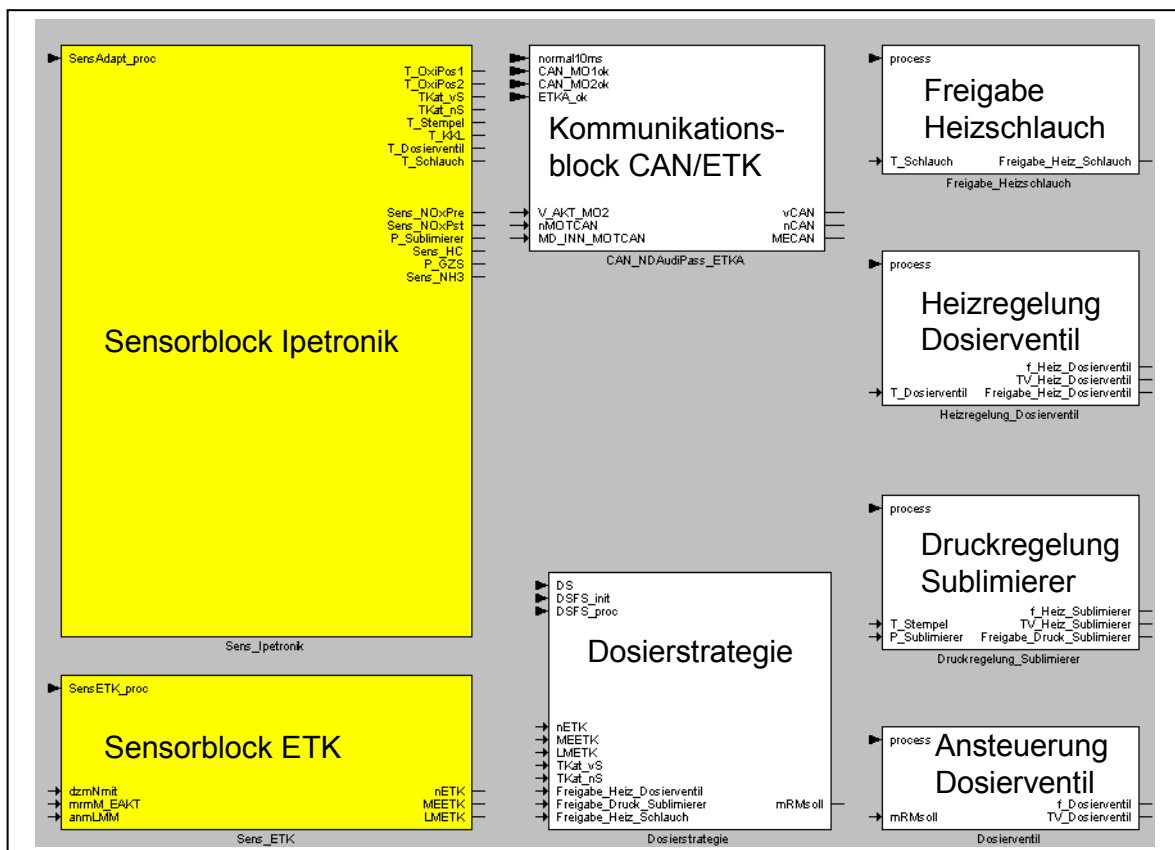 SensAdapt_proc
T_OxiPos1
T_OxiPos2
TKat_vS
TKat_nS
T_Stempel
T_KKL
T_Dosierventil
T_Schlauch
Sens_NOxPre
Sens_NOxPst
P_Sublimierer
Sens_HC
P_GZS
Sens_NH3
Sensorblock Ipetronik
Sens_Ipetronik
SensETK_proc
Sensorblock ETK
dzmNmit nETK
mrmM_EAKT MEETK
anmLMM LMETK
Sens_ETK
normal10ms
CAN_MO1ok
CAN_MO2ok
ETKA_ok
Kommunikations-
block CAN/ETK
V_AKT_MO2 vCAN
nMOTCAN nCAN
MD_INN_MOTCAN MECAN
CAN_NDAudiPass_ETKA
DS
DSFS_init
DSFS_proc
Dosierstrategie
nETK
MEETK
LMETK
TKat_vS
TKat_nS
Freigabe_Heiz_Dosierventil
Freigabe_Druck_Sublimierer mRMsoll
Freigabe_Heiz_Schlauch
Dosierstrategie
process
Freigabe
Heizschlauch
T_Schlauch Freigabe_Heiz_Schlauch
Freigabe_Heizschlauch
process
Heizregelung
Dosierventil
f_Heiz_Dosierventil
TV_Heiz_Dosierventil
T_Dosierventil Freigabe_Heiz_Dosierventil
Heizregelung_Dosierventil
process
Druckregelung
Sublimierer
f_Heiz_Sublimierer
T_Stempel TV_Heiz_Sublimierer
P_Sublimierer Freigabe_Druck_Sublimierer
Druckregelung_Sublimierer
process
Ansteuerung
Dosierventil
f_Dosierventil
mRMsoll TV_Dosierventil
Dosierventil